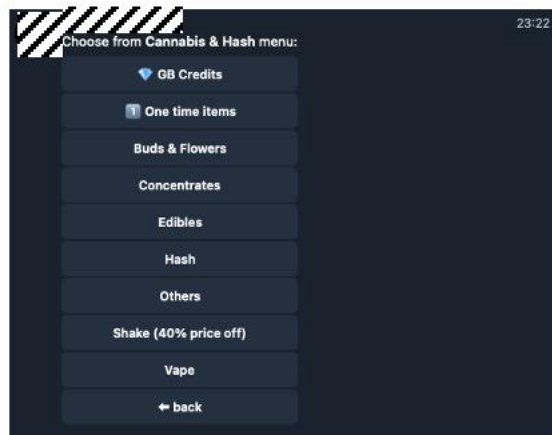 23:22
Choose from Cannabis & Hash menu:
💎 GB Credits
1️⃣ One time items
Buds & Flowers
Concentrates
Edibles
Hash
Others
Shake (40% price off)
Vape
⬅ back